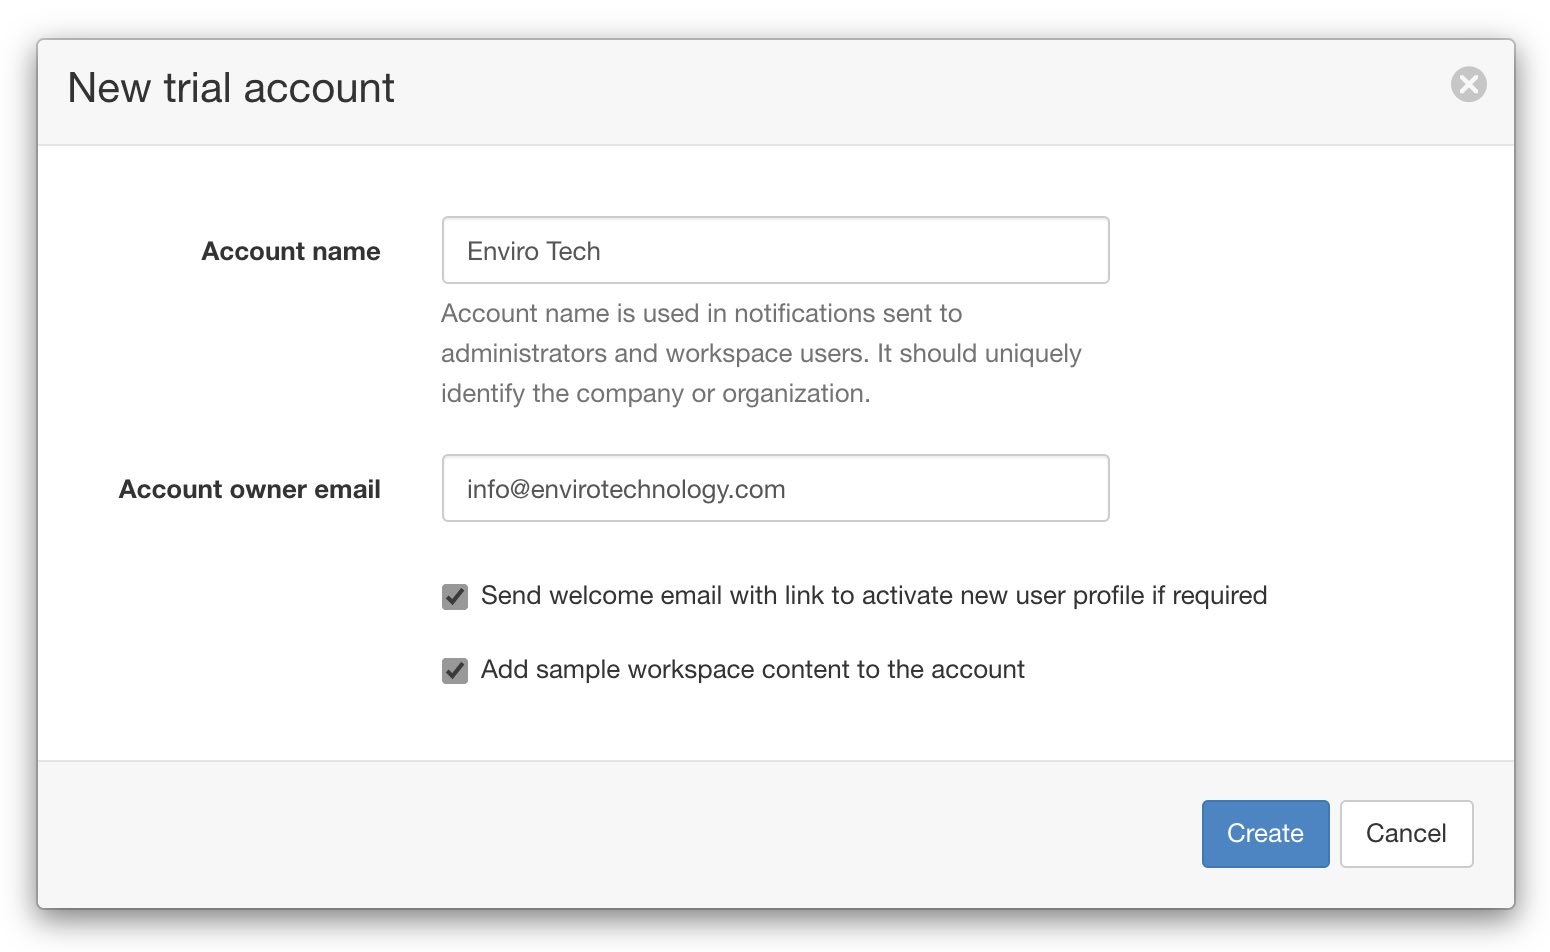 New trial account
Account name
Enviro Tech
Account name is used in notifications sent to
administrators and workspace users. It should uniquely
identify the company or organization.
Account owner email
info@envirotechnology.com
Send welcome email with link to activate new user profile if required
Add sample workspace content to the account
Create
Cancel